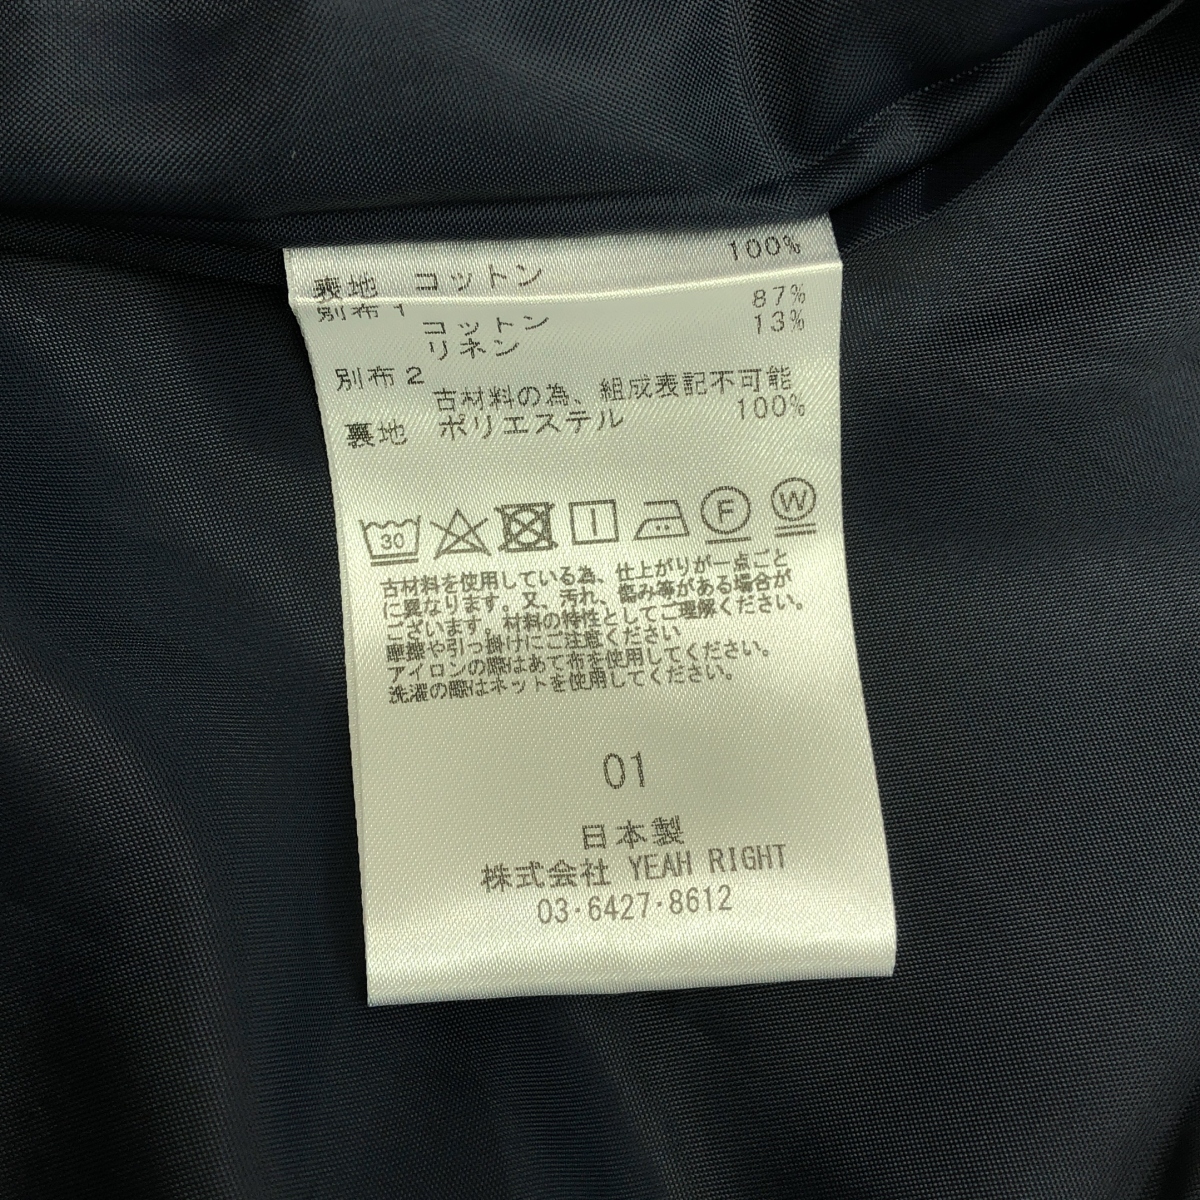 表地 コットン 100%
別布1
コットン 87%
リネン 13%
別布2
古材料の為、組成表記不可能
裏地 ポリエステル 100%
30 F W
古材料を使用している為、仕上がりが一点ごと
に異なります。又、汚れ、傷み等がある場合が
ございます。材料の特性としてご理解ください。
摩擦や引っ掛けにご注意ください
アイロンの際はあて布を使用してください。
洗濯の際はネットを使用してください。
01
日本製
株式会社 YEAH RIGHT
03・6427・8612